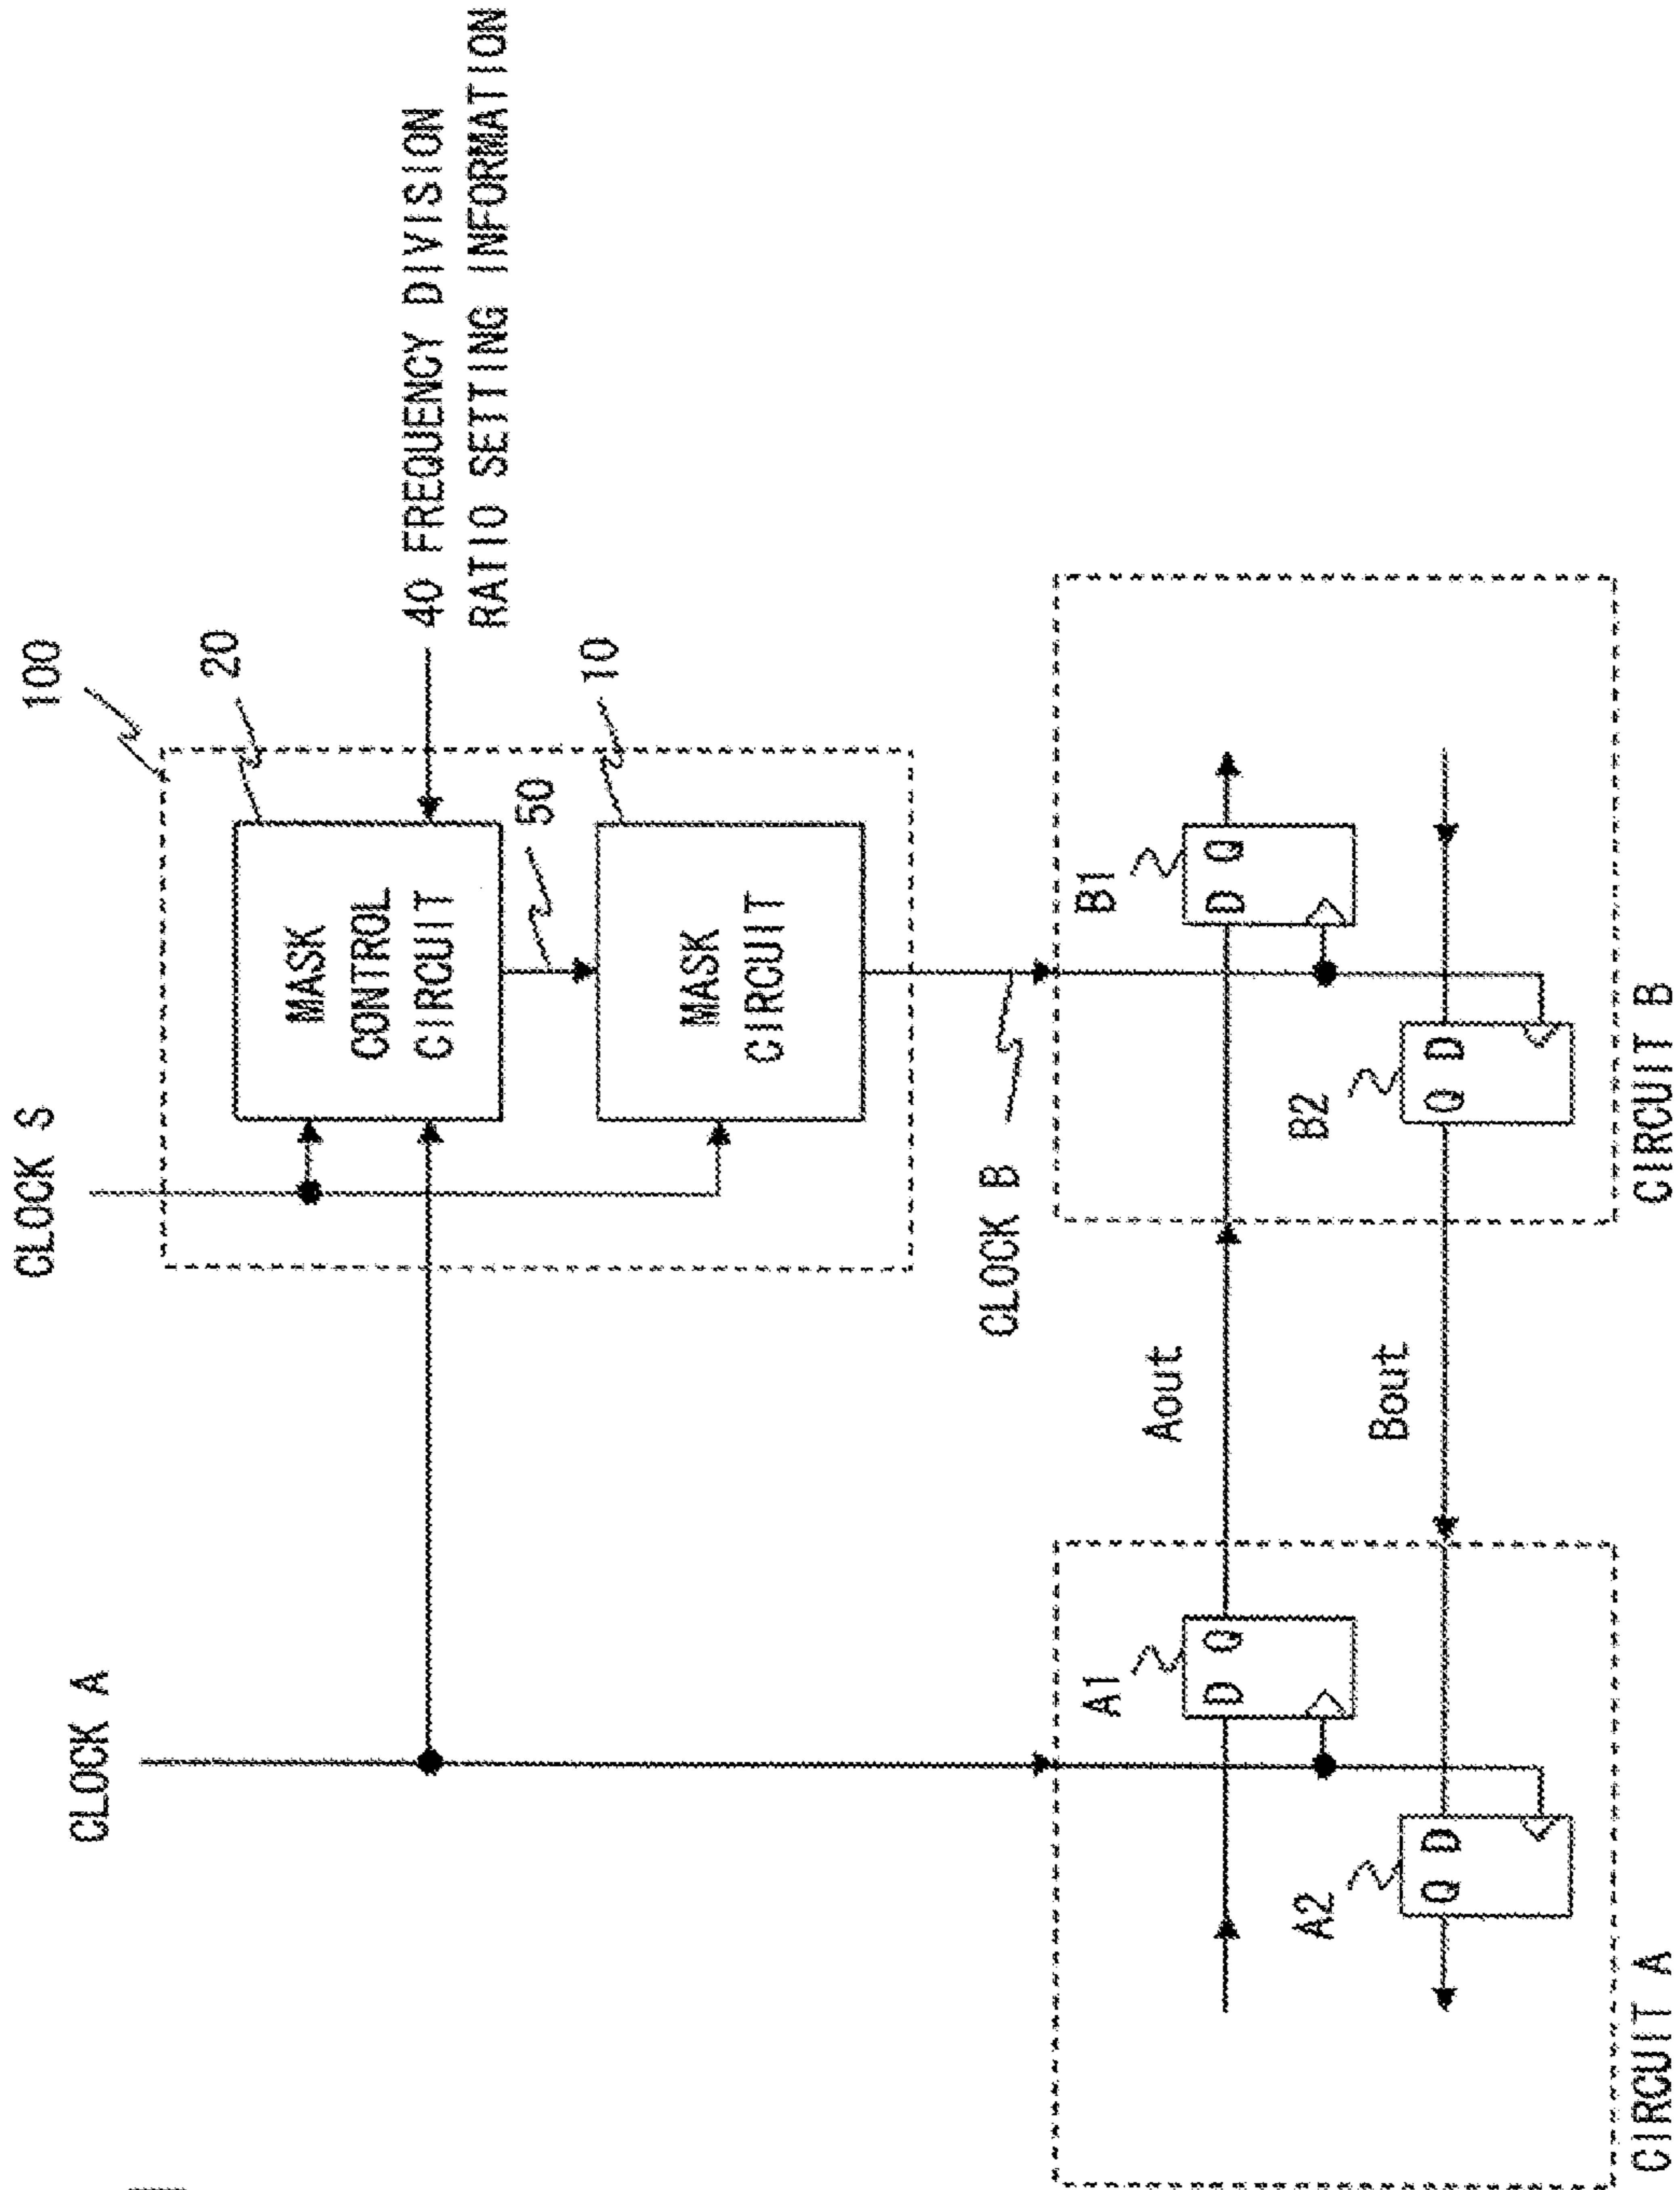 CLOCK S
100
CLOCK A
20
40 FREQUENCY DIVISION
RATIO SETTING INFORMATION
MASK
CONTROL
CIRCUIT
50
10
MASK
CIRCUIT
CLOCK B
A1
D Q
Aout
B1
D Q
A2
Q D
Bout
B2
Q D
CIRCUIT A
CIRCUIT B